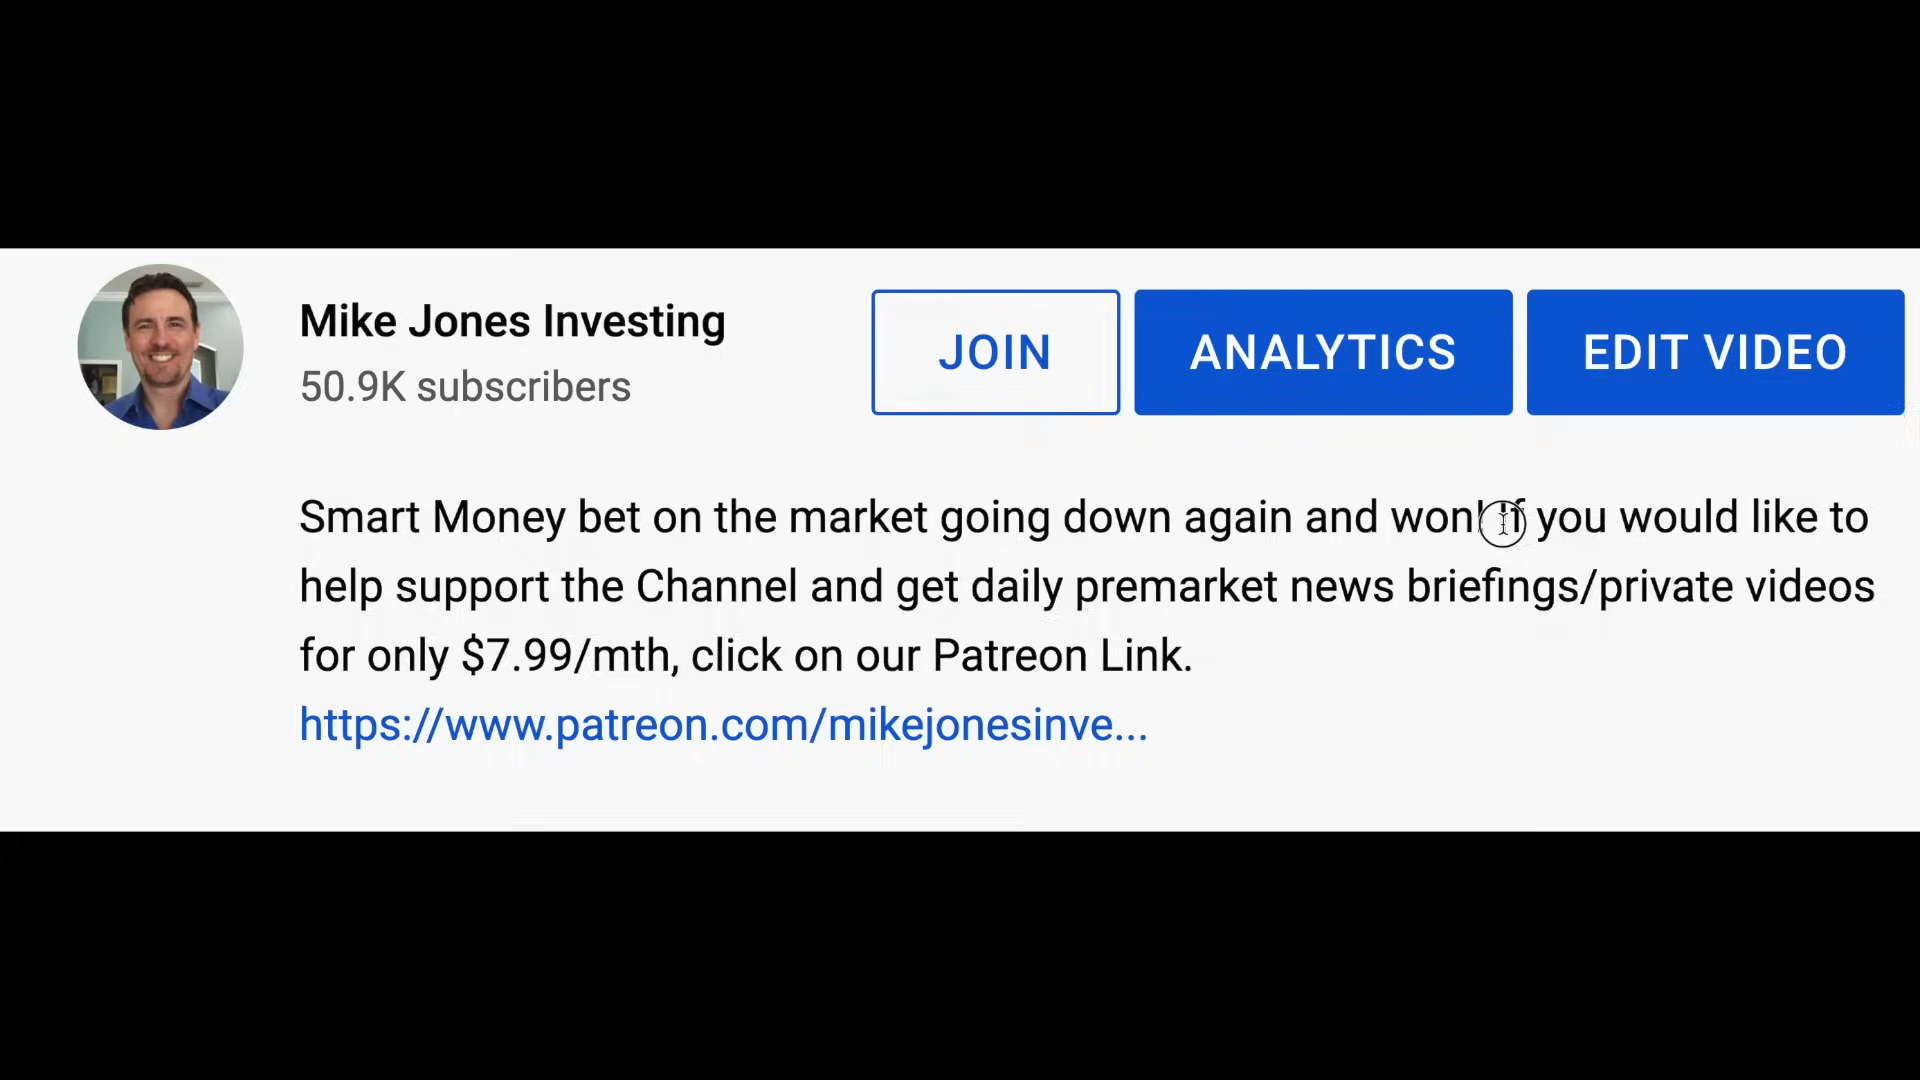 Mike Jones Investing
50.9K subscribers
JOIN
ANALYTICS
EDIT VIDEO
Smart Money bet on the market going down again and won! If you would like to
help support the Channel and get daily premarket news briefings/private videos
for only $7.99/mth, click on our Patreon Link.
https://www.patreon.com/mikejonesinve...